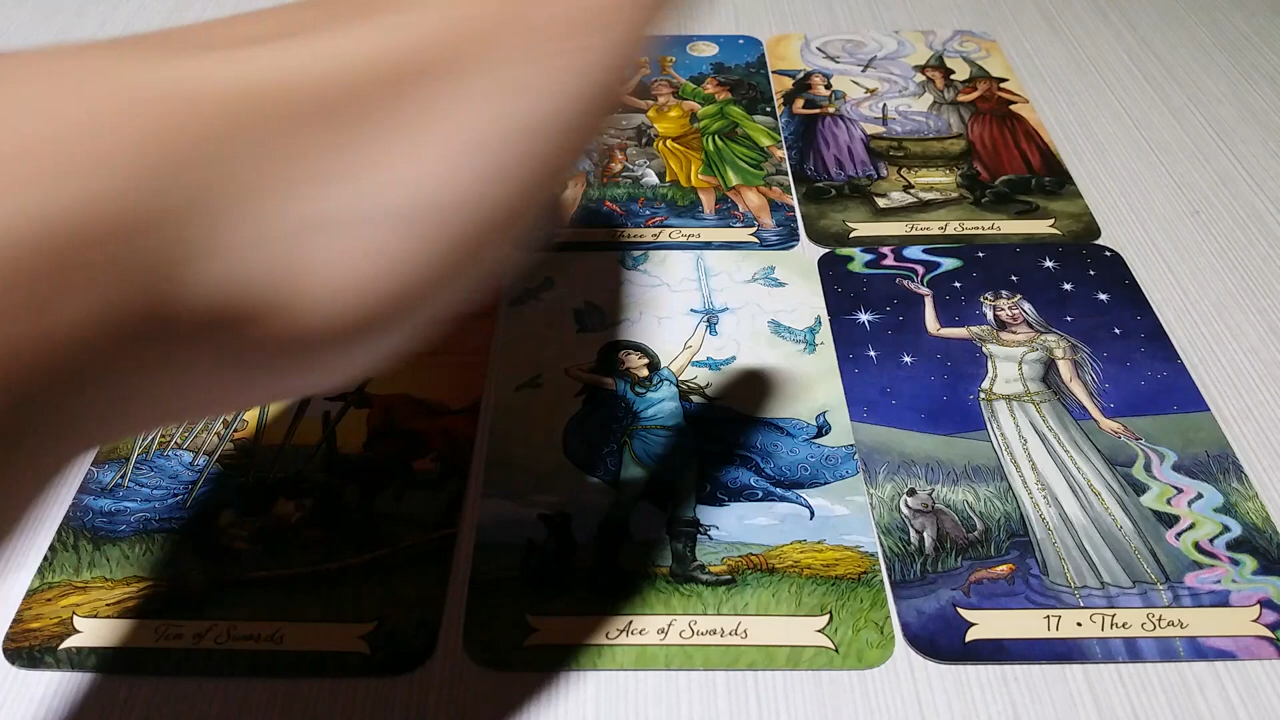 Three of Cups
Five of Swords
Ten of Swords
Ace of Swords
17 • The Star